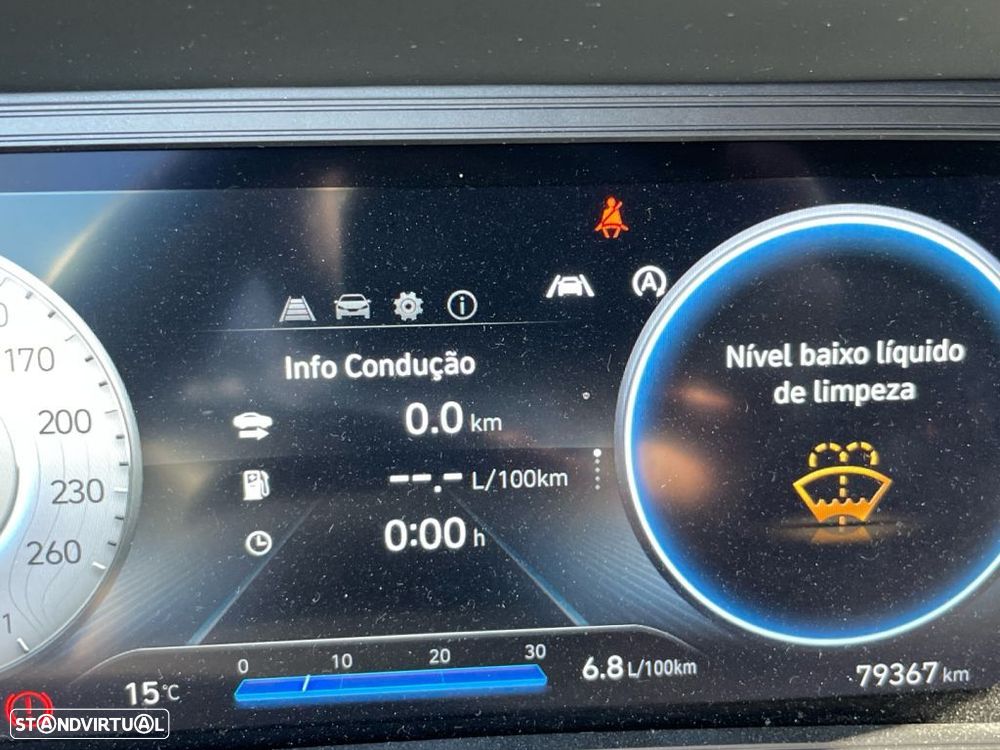 170
200
230
260
1
Info Condução
0.0 km
--.- L/100km
0:00 h
A
i
Nível baixo líquido
de limpeza
0 10 20 30
15°C
6.8 L/100km
79367 km
STANDVIRTUAL